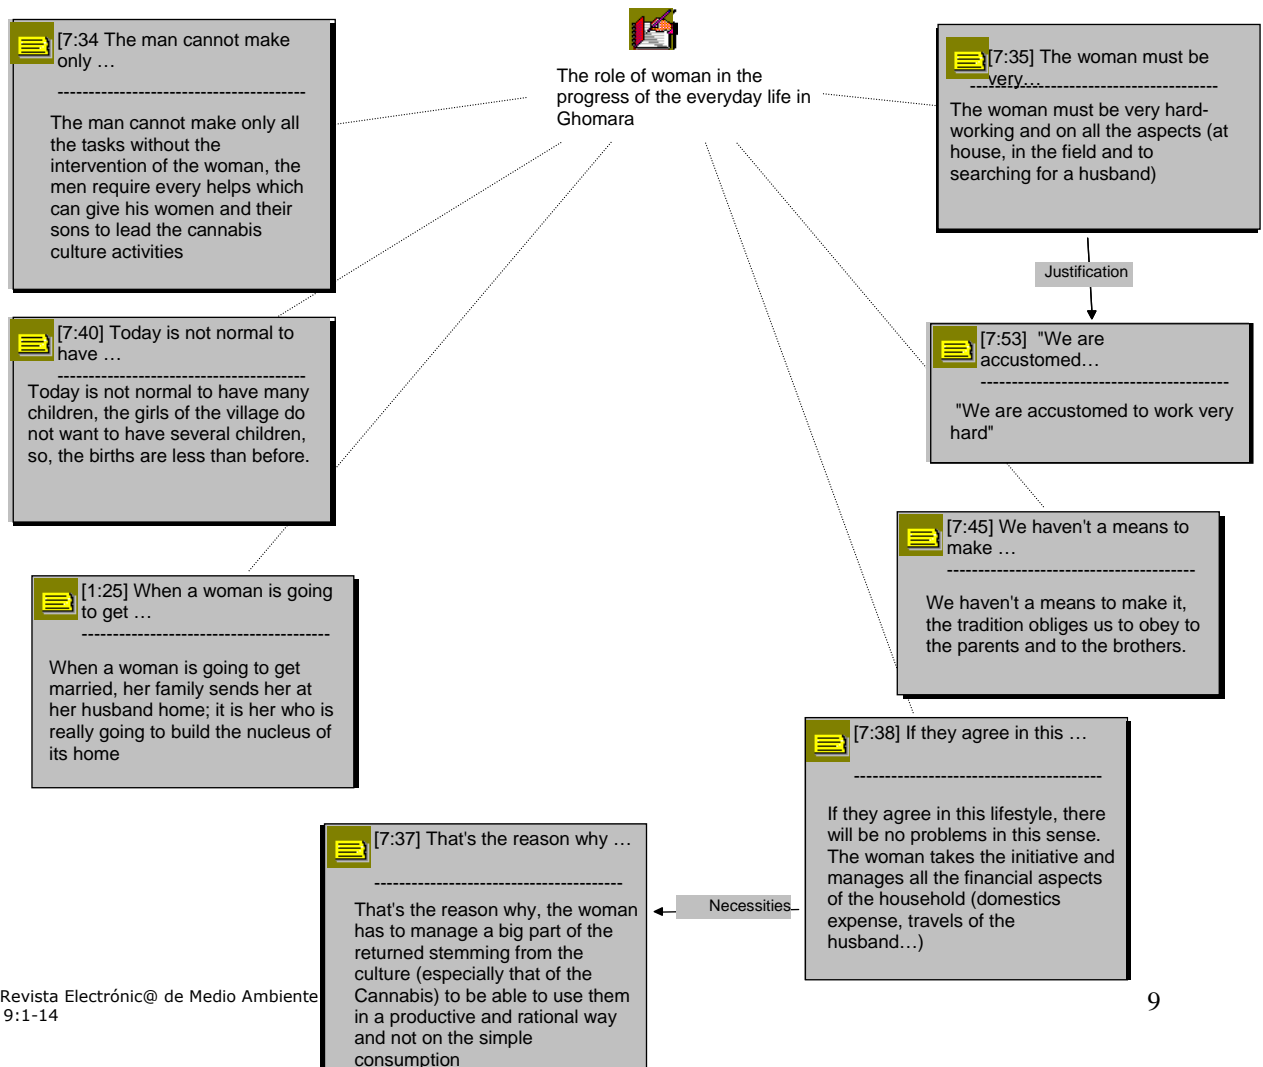 The role of woman in the
progress of the everyday life in
Ghomara
[7:34 The man cannot make
only …
----------------------------------------
The man cannot make only all
the tasks without the
intervention of the woman, the
men require every helps which
can give his women and their
sons to lead the cannabis
culture activities
[7:40] Today is not normal to
have …
----------------------------------------
Today is not normal to have many
children, the girls of the village do
not want to have several children,
so, the births are less than before.
[1:25] When a woman is going
to get …
----------------------------------------
When a woman is going to get
married, her family sends her at
her husband home; it is her who is
really going to build the nucleus of
its home
[7:35] The woman must be
very…
----------------------------------------
The woman must be very hard-
working and on all the aspects (at
house, in the field and to
searching for a husband)
Justification
[7:53]  "We are
accustomed…
----------------------------------------
"We are accustomed to work very
hard"
[7:45] We haven't a means to
make …
----------------------------------------
We haven't a means to make it,
the tradition obliges us to obey to
the parents and to the brothers.
[7:38] If they agree in this …
----------------------------------------
If they agree in this lifestyle, there
will be no problems in this sense.
The woman takes the initiative and
manages all the financial aspects
of the household (domestics
expense, travels of the
husband…)
Necessities
[7:37] That's the reason why …
----------------------------------------
That's the reason why, the woman
has to manage a big part of the
returned stemming from the
culture (especially that of the
Cannabis) to be able to use them
in a productive and rational way
and not on the simple
consumption
Revista Electrónic@ de Medio Ambiente
9:1-14
9